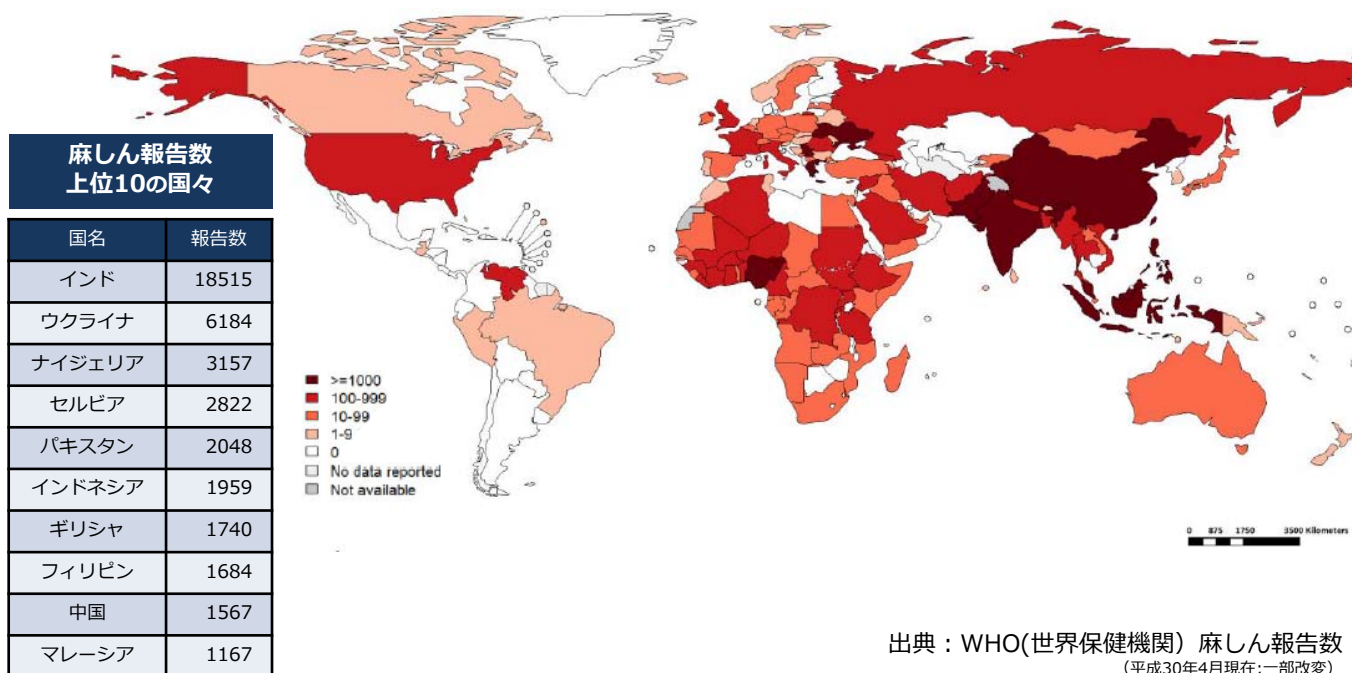 麻しん報告数
上位10の国々
国名 報告数
インド 18515
ウクライナ 6184
ナイジェリア 3157
セルビア 2822
パキスタン 2048
インドネシア 1959
ギリシャ 1740
フィリピン 1684
中国 1567
マレーシア 1167
>=1000
100-999
10-99
1-9
0
No data reported
Not available
0 875 1750 3500 Kilometers
出典：WHO(世界保健機関）麻しん報告数
（平成30年4月現在:一部改変）